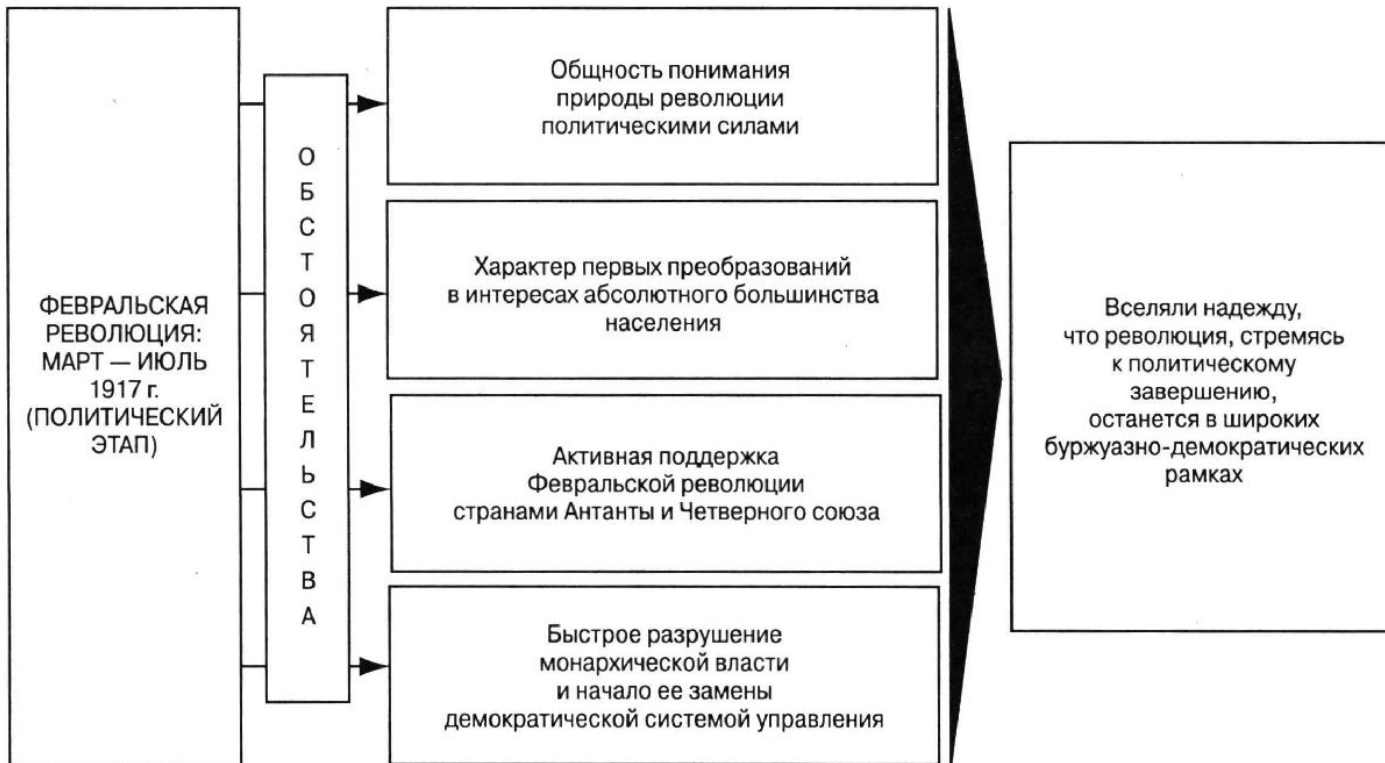 ФЕВРАЛЬСКАЯ
РЕВОЛЮЦИЯ:
МАРТ — ИЮЛЬ
1917 г.
(ПОЛИТИЧЕСКИЙ
ЭТАП)
О
Б
С
Т
О
Я
Т
Е
Л
Ь
С
Т
В
А
Общность понимания
природы революции
политическими силами
Характер первых преобразований
в интересах абсолютного большинства
населения
Активная поддержка
Февральской революции
странами Антанты и Четверного союза
Быстрое разрушение
монархической власти
и начало ее замены
демократической системой управления
Вселяли надежду,
что революция, стремясь
к политическому
завершению,
останется в широких
буржуазно-демократических
рамках